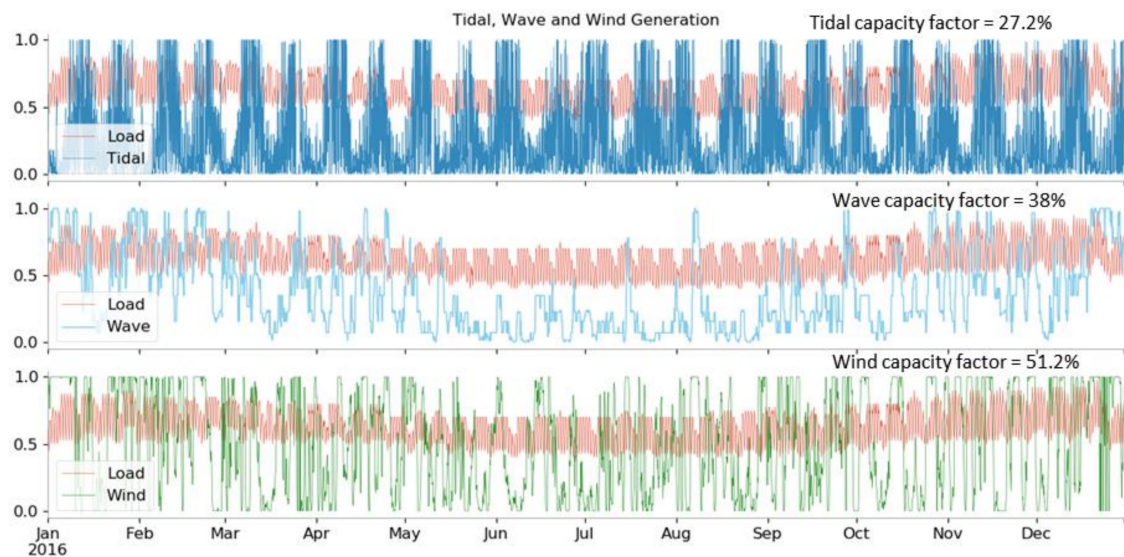 Tidal, Wave and Wind Generation
Tidal capacity factor = 27.2%
1.0
0.5
0.0
Load
Tidal
Wave capacity factor = 38%
1.0
0.5
0.0
Load
Wave
Wind capacity factor = 51.2%
1.0
0.5
0.0
Load
Wind
Jan Feb Mar Apr May Jun Jul Aug Sep Oct Nov Dec
2016